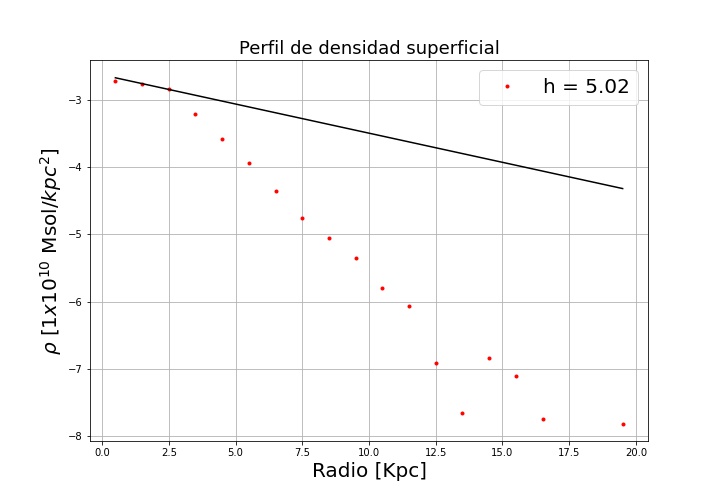 Perfil de densidad superficial
h = 5.02
ρ [1x10^{10} Msol/kpc^2]
−3
−4
−5
−6
−7
−8
0.0 2.5 5.0 7.5 10.0 12.5 15.0 17.5 20.0
Radio [Kpc]